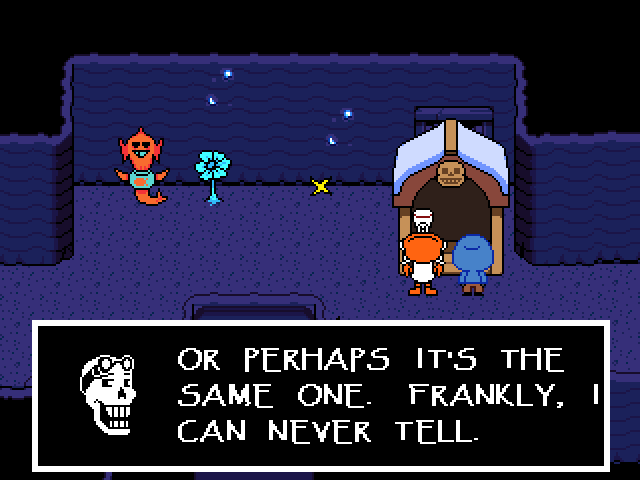 OR PERHAPS IT'S THE
SAME ONE. FRANKLY, I
CAN NEVER TELL.